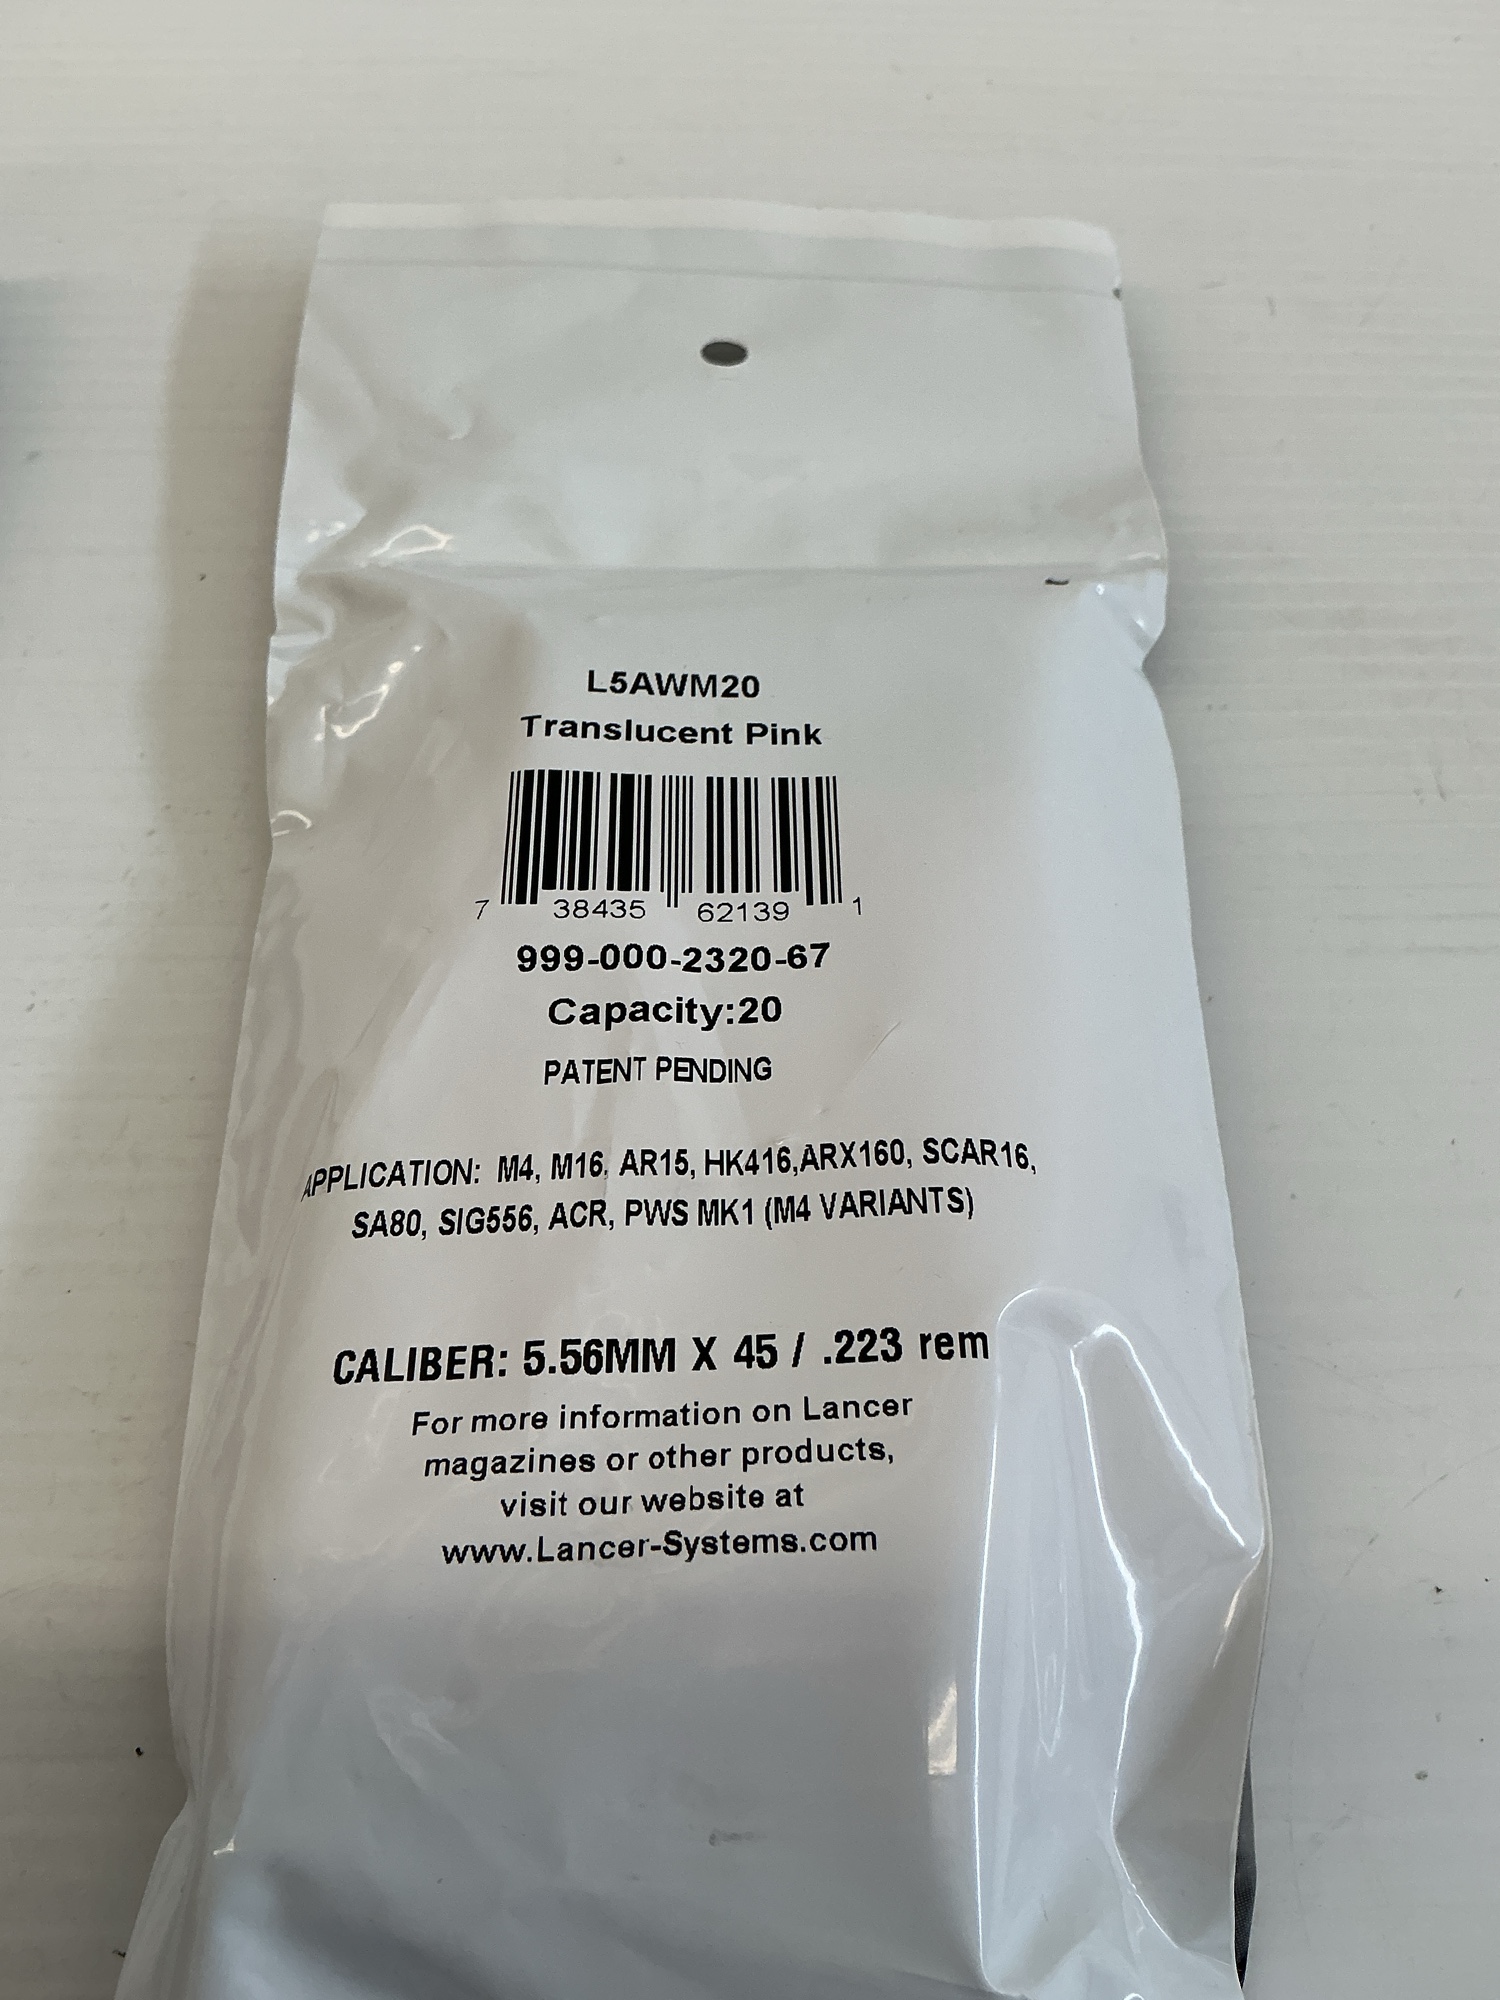 L5AWM20
Translucent Pink
7 38435 62139 1
999-000-2320-67
Capacity:20
PATENT PENDING
APPLICATION: M4, M16, AR15, HK416,ARX160, SCAR16,
SA80, SIG556, ACR, PWS MK1 (M4 VARIANTS)
CALIBER: 5.56MM X 45 / .223 rem
For more information on Lancer
magazines or other products,
visit our website at
www.Lancer-Systems.com